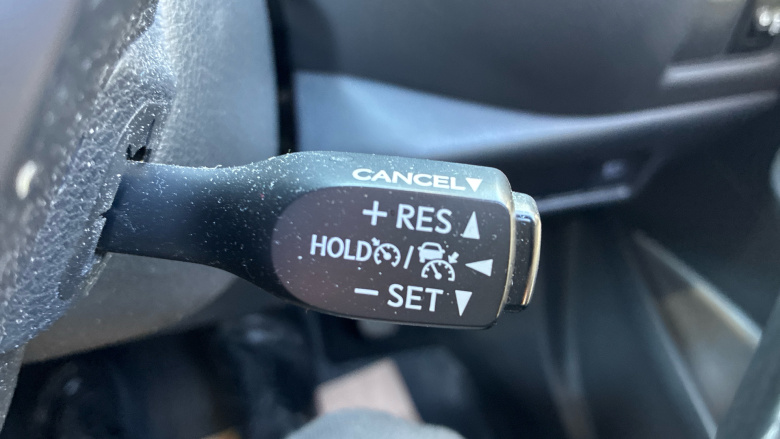 CANCEL▼
+ RES ▲
HOLD / ◀
− SET ▼